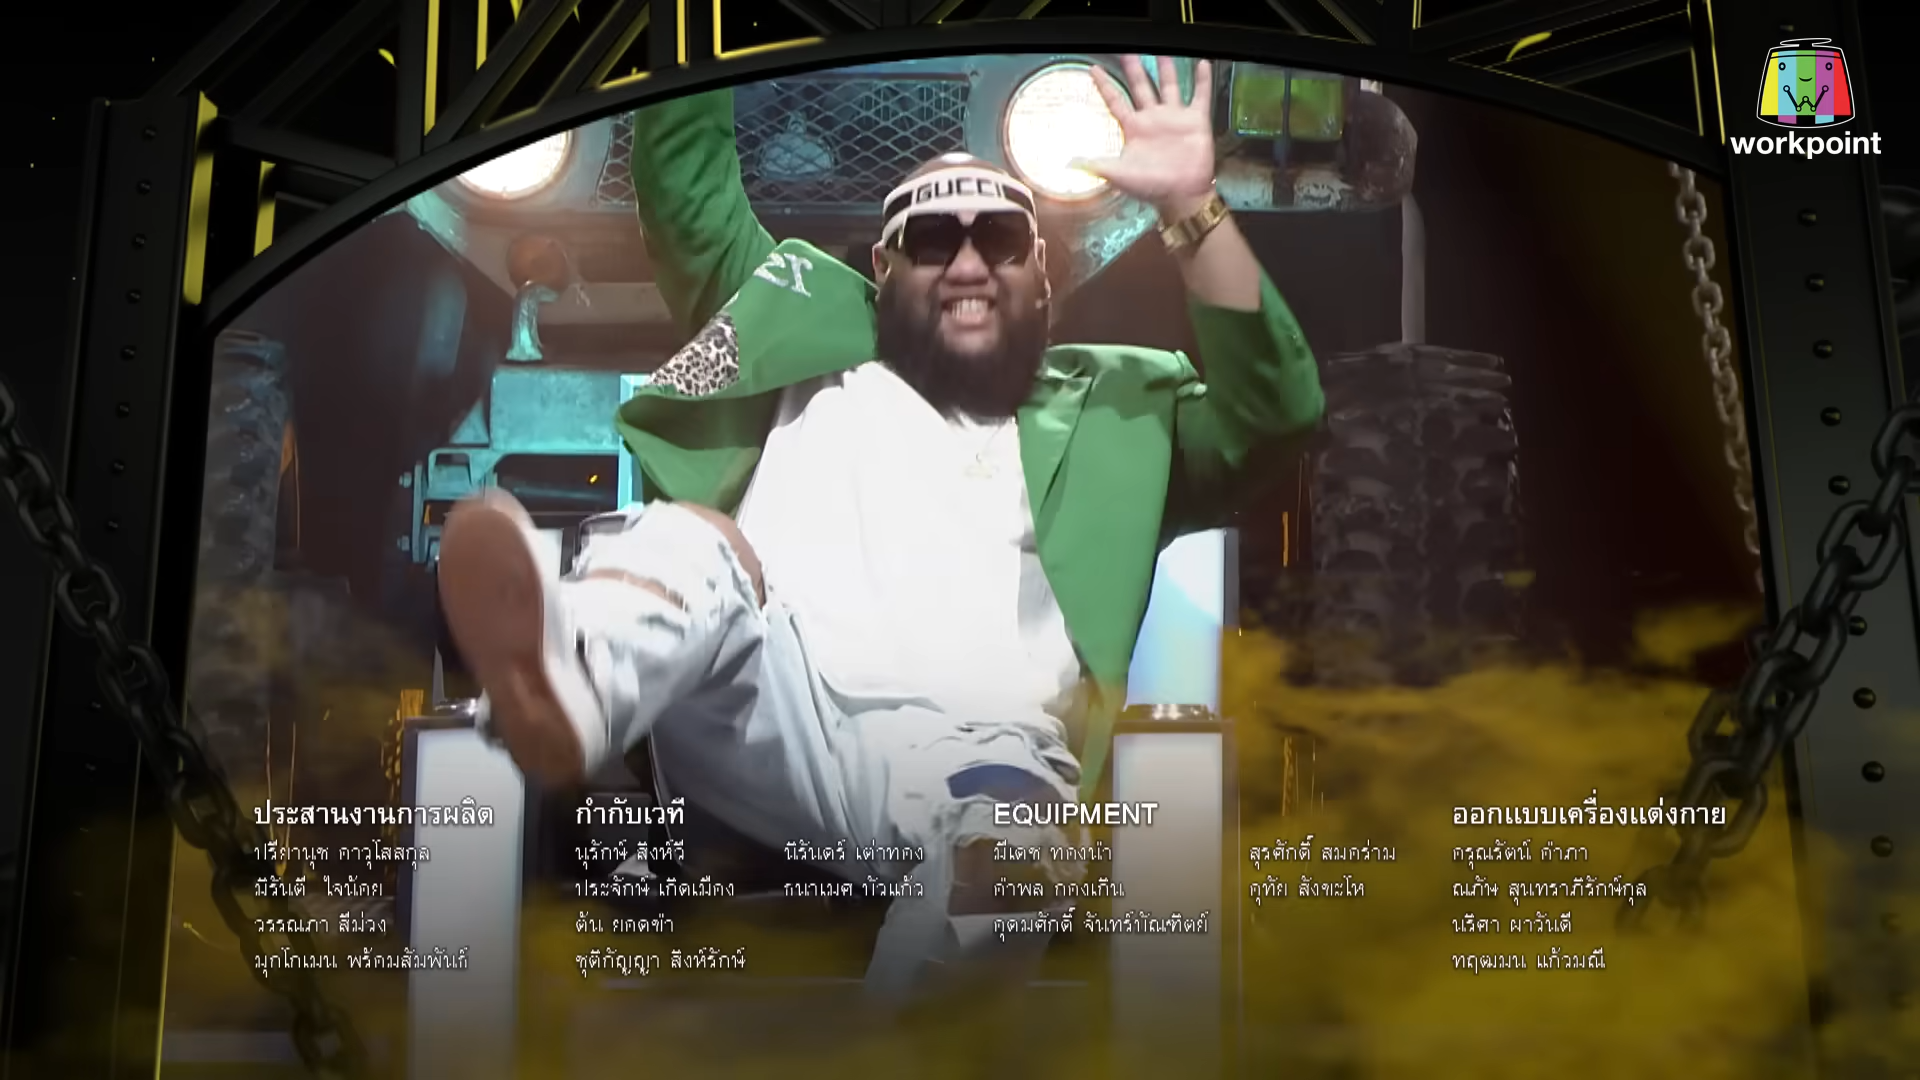 workpoint
GUCCI
ประสานงานการผลิต
ปรียานุช อาวุโสสกุล
มิรันตี ใจน้อย
วรรณภา สีม่วง
มุกโกเมน พร้อมสัมพันธ์
กำกับเวที
นุรักษ์ สิงห์วี
ประจักษ์ เกิดเมือง
ต้น ยอดขำ
ชุติกัญญา สิงห์รักษ์
นิรันดร์ เต่าทอง
ธนาเมศ บัวแก้ว
EQUIPMENT
มีเดช ทองนำ
อำพล กองเกิน
อุดมศักดิ์ จันทร์บัณฑิตย์
สุรศักดิ์ สมอร่าม
อุทัย สังขะโห
ออกแบบเครื่องแต่งกาย
อรุณรัตน์ อำภา
ณภัษ สุนทราภิรักษ์กุล
นริศา ผาวันดี
ทฤฒมน แก้วมณี